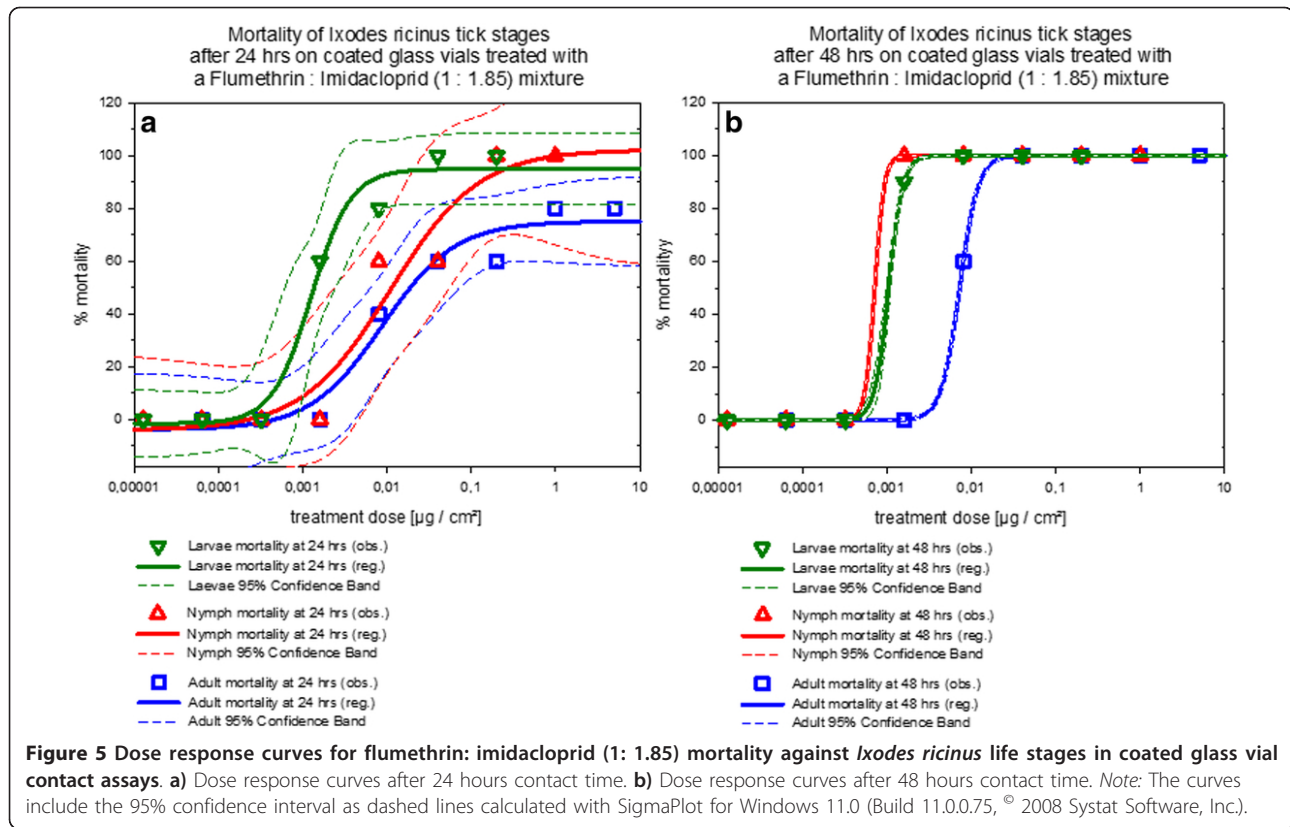 Mortality of Ixodes ricinus tick stages
after 24 hrs on coated glass vials treated with
a Flumethrin : Imidacloprid (1 : 1.85) mixture
a
120
100
80
60
40
20
0
% mortality
0,00001
0,0001
0,001
0,01
0,1
1
10
treatment dose [µg / cm²]
Larvae mortality at 24 hrs (obs.)
Larvae mortality at 24 hrs (reg.)
Laevae 95% Confidence Band
Nymph mortality at 24 hrs (obs.)
Nymph mortality at 24 hrs (reg.)
Nymph 95% Confidence Band
Adult mortality at 24 hrs (obs.)
Adult mortality at 24 hrs (reg.)
Adult 95% Confidence Band
Mortality of Ixodes ricinus tick stages
after 48 hrs on coated glass vials treated with
a Flumethrin : Imidacloprid (1 : 1.85) mixture
b
120
100
80
60
40
20
0
% mortalityy
0,00001
0,0001
0,001
0,01
0,1
1
10
treatment dose [µg / cm²]
Larvae mortality at 48 hrs (obs.)
Larvae mortality at 48 hrs (reg.)
Larvae 95% Confidence Band
Nymph mortality at 48 hrs (obs.)
Nymph mortality at 48 hrs (reg.)
Nymph 95% Confidence Band
Adult mortality at 48 hrs (obs.)
Adult mortality at 48 hrs (reg.)
Adult 95% Confidence Band
Figure 5 Dose response curves for flumethrin: imidacloprid (1: 1.85) mortality against Ixodes ricinus life stages in coated glass vial
contact assays. a) Dose response curves after 24 hours contact time. b) Dose response curves after 48 hours contact time. Note: The curves
include the 95% confidence interval as dashed lines calculated with SigmaPlot for Windows 11.0 (Build 11.0.0.75, © 2008 Systat Software, Inc.).